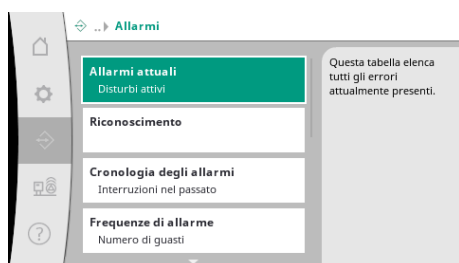 .. Allarmi
Allarmi attuali
Disturbi attivi
Riconoscimento
Cronologia degli allarmi
Interruzioni nel passato
Frequenze di allarme
Numero di guasti
Questa tabella elenca
tutti gli errori
attualmente presenti.
?